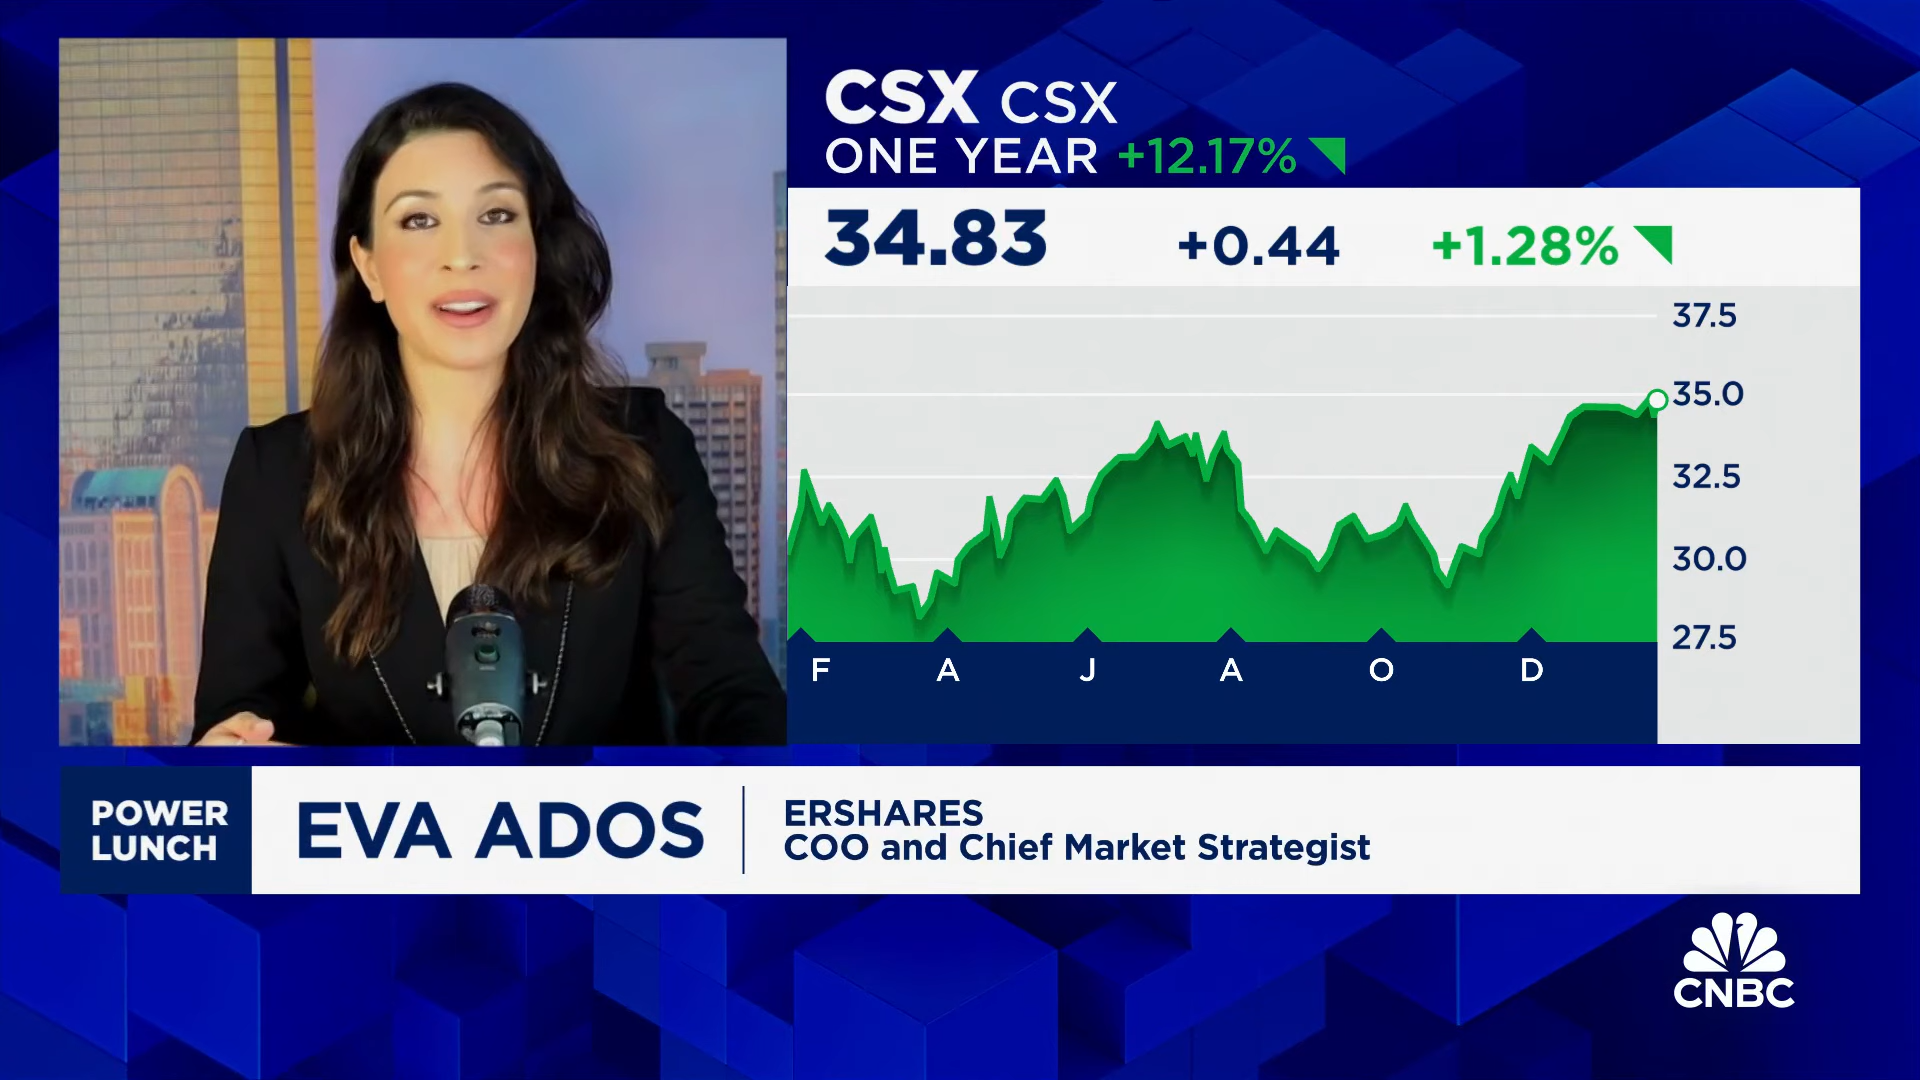 CSX CSX
ONE YEAR +12.17%
34.83 +0.44 +1.28%
37.5
35.0
32.5
30.0
27.5
F A J A O D
POWER
LUNCH
EVA ADOS
ERSHARES
COO and Chief Market Strategist
CNBC